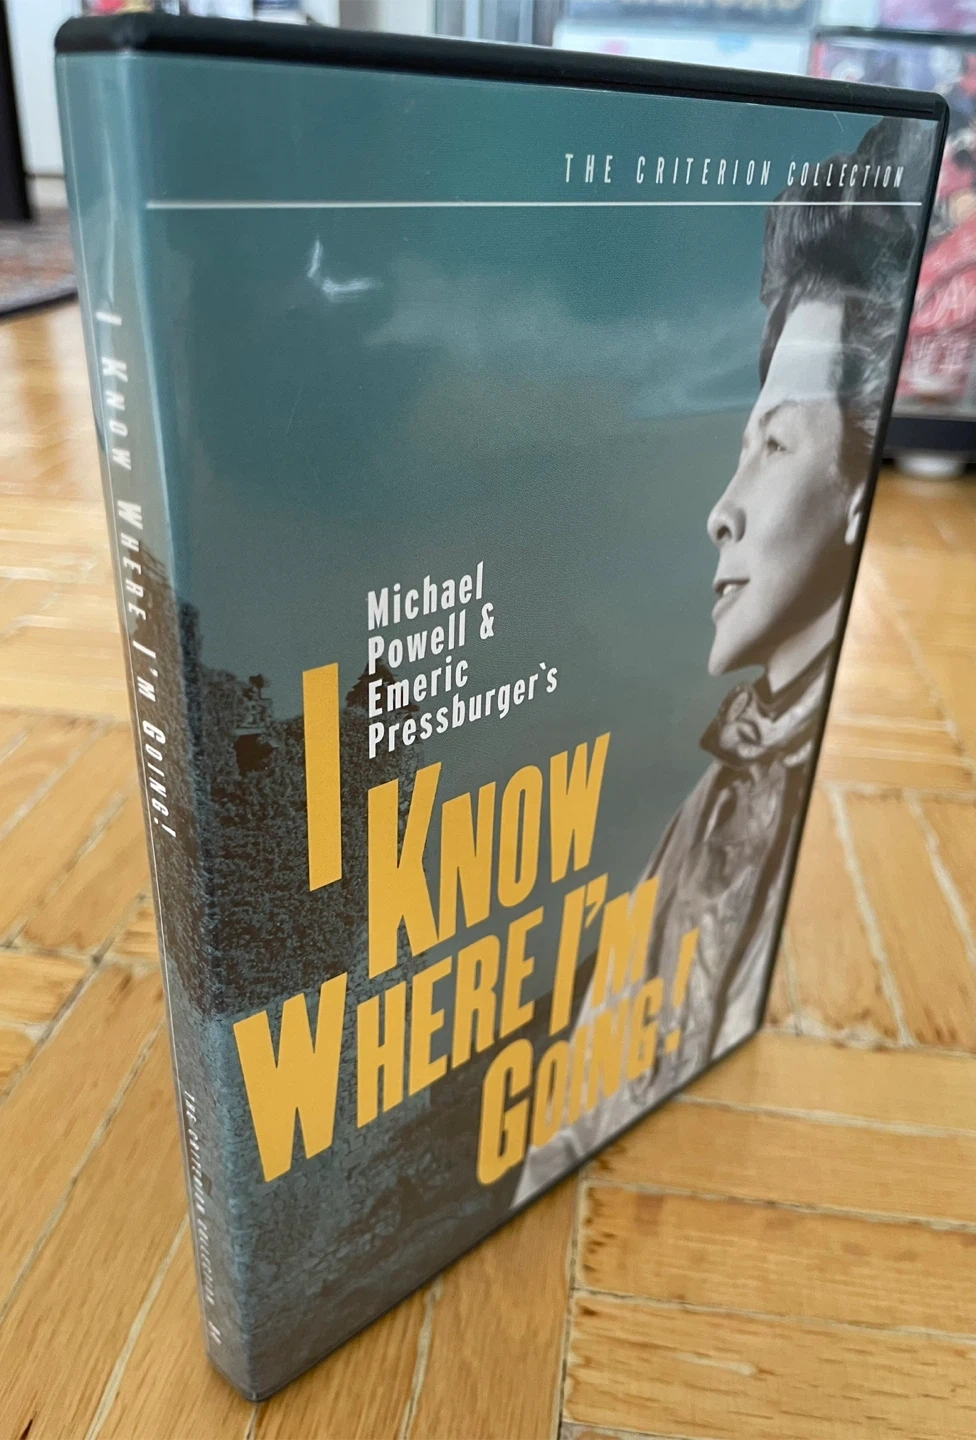 THE CRITERION COLLECTION
Michael
Powell &
Emeric
Pressburger`s
I
KNOW
WHERE I'M
GOING!
I KNOW WHERE I'M GOING!
THE CRITERION COLLECTION